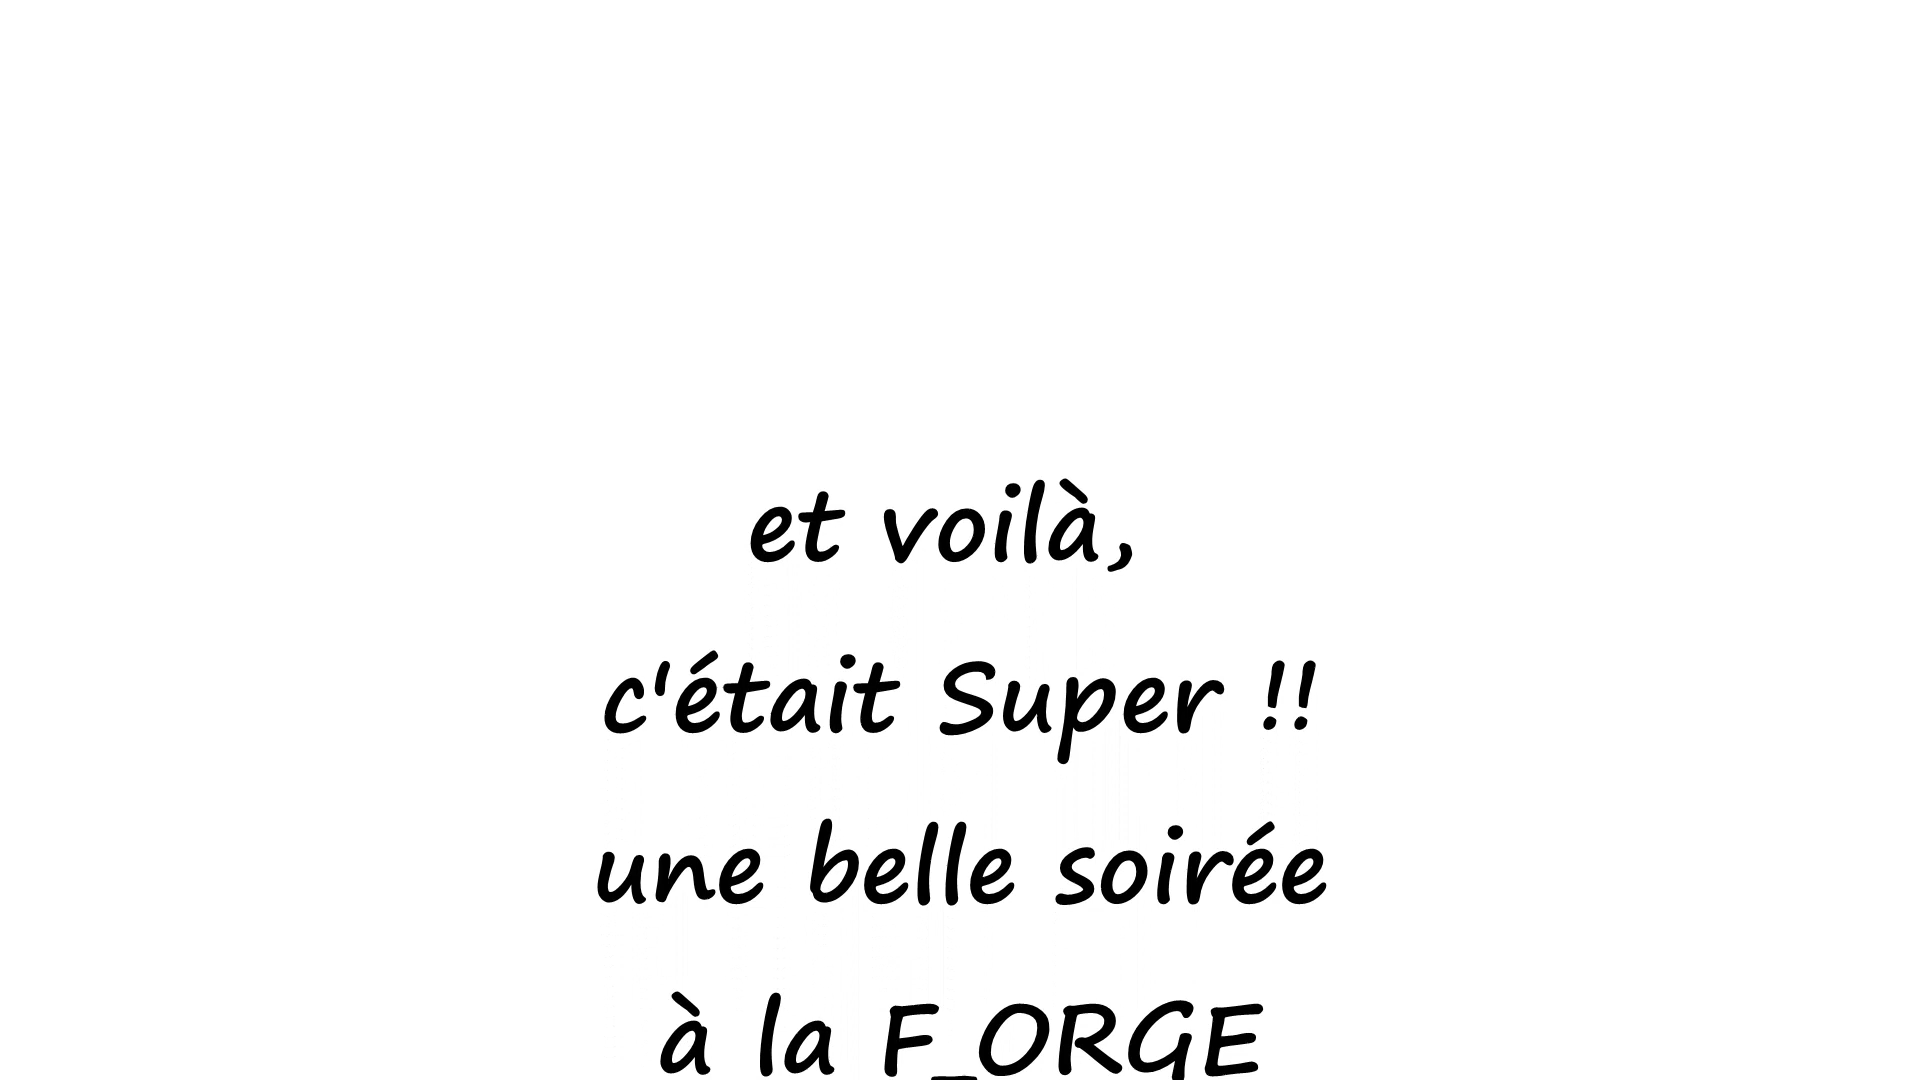 et voilà,
c'était Super !!
une belle soirée
à la F_ORGE